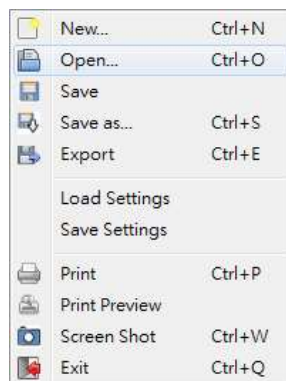 New... Ctrl+N
Open... Ctrl+O
Save
Save as... Ctrl+S
Export Ctrl+E
Load Settings
Save Settings
Print Ctrl+P
Print Preview
Screen Shot Ctrl+W
Exit Ctrl+Q